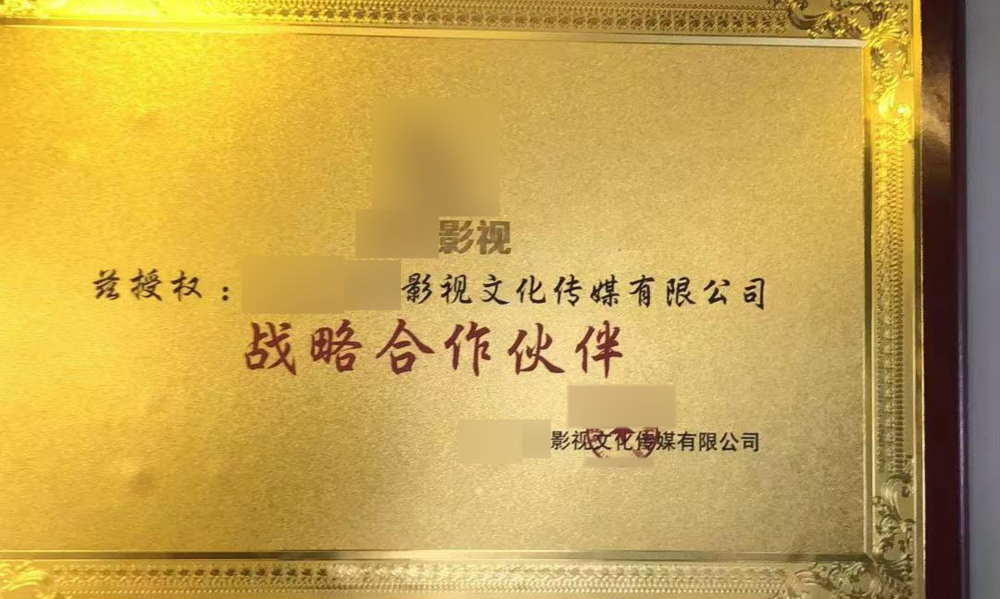 影视
兹授权：影视文化传媒有限公司
战略合作伙伴
影视文化传媒有限公司